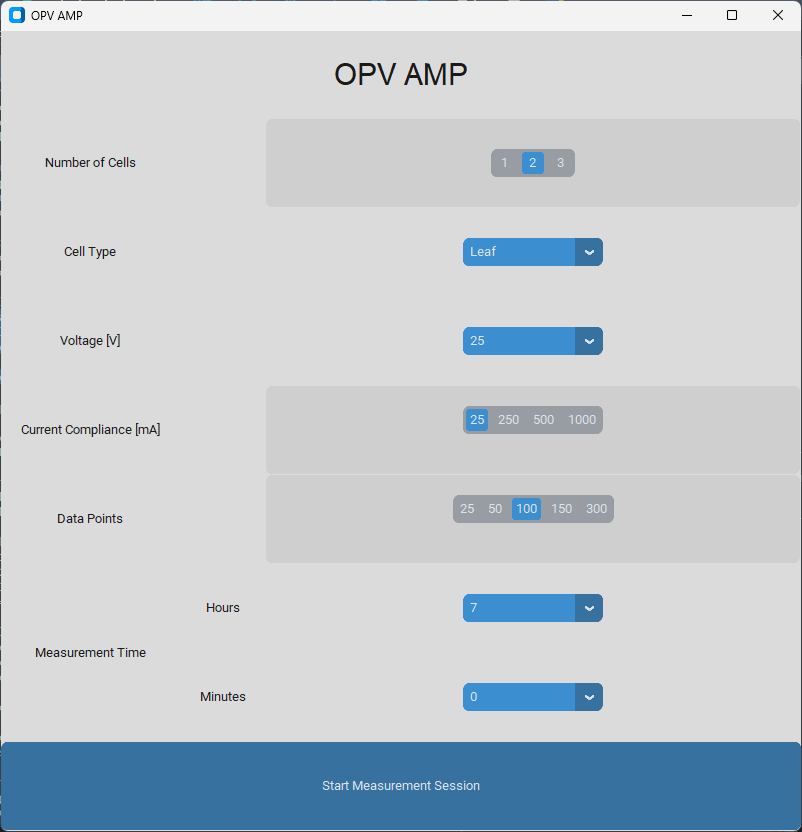 OPV AMP
OPV AMP
Number of Cells
1 2 3
Cell Type
Leaf
Voltage [V]
25
Current Compliance [mA]
25 250 500 1000
Data Points
25 50 100 150 300
Hours
7
Measurement Time
Minutes
0
Start Measurement Session